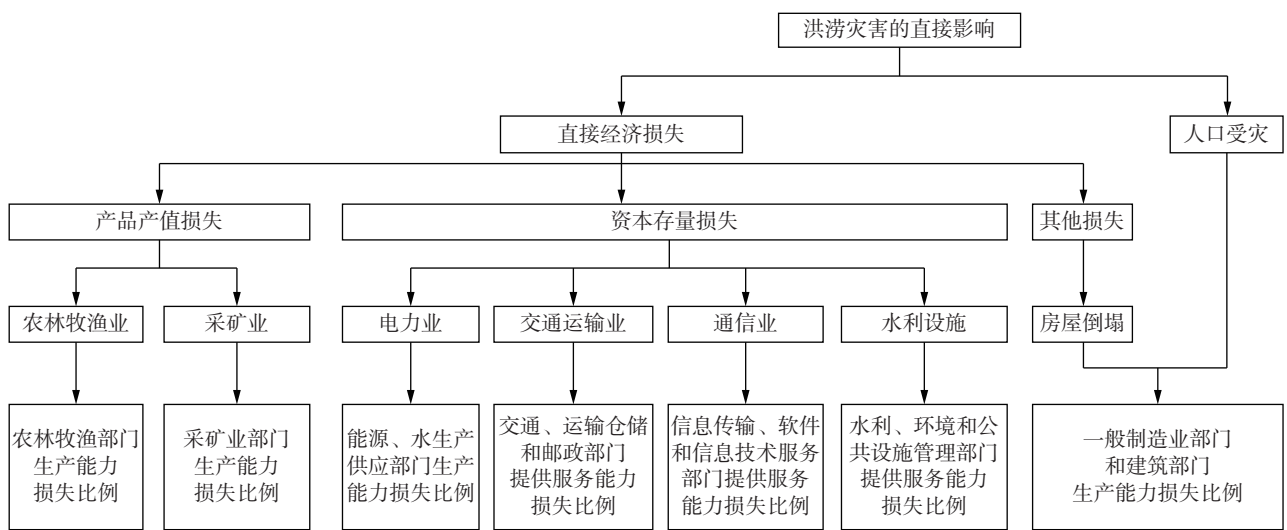 洪涝灾害的直接影响
直接经济损失
人口受灾
产品产值损失
资本存量损失
其他损失
农林牧渔业
采矿业
电力业
交通运输业
通信业
水利设施
房屋倒塌
农林牧渔部门
生产能力
损失比例
采矿业部门
生产能力
损失比例
能源、水生产
供应部门生产
能力损失比例
交通、运输仓储
和邮政部门
提供服务能力
损失比例
信息传输、软件
和信息技术服务
部门提供服务
能力损失比例
水利、环境和公
共设施管理部门
提供服务能力
损失比例
一般制造业部门
和建筑部门
生产能力损失比例